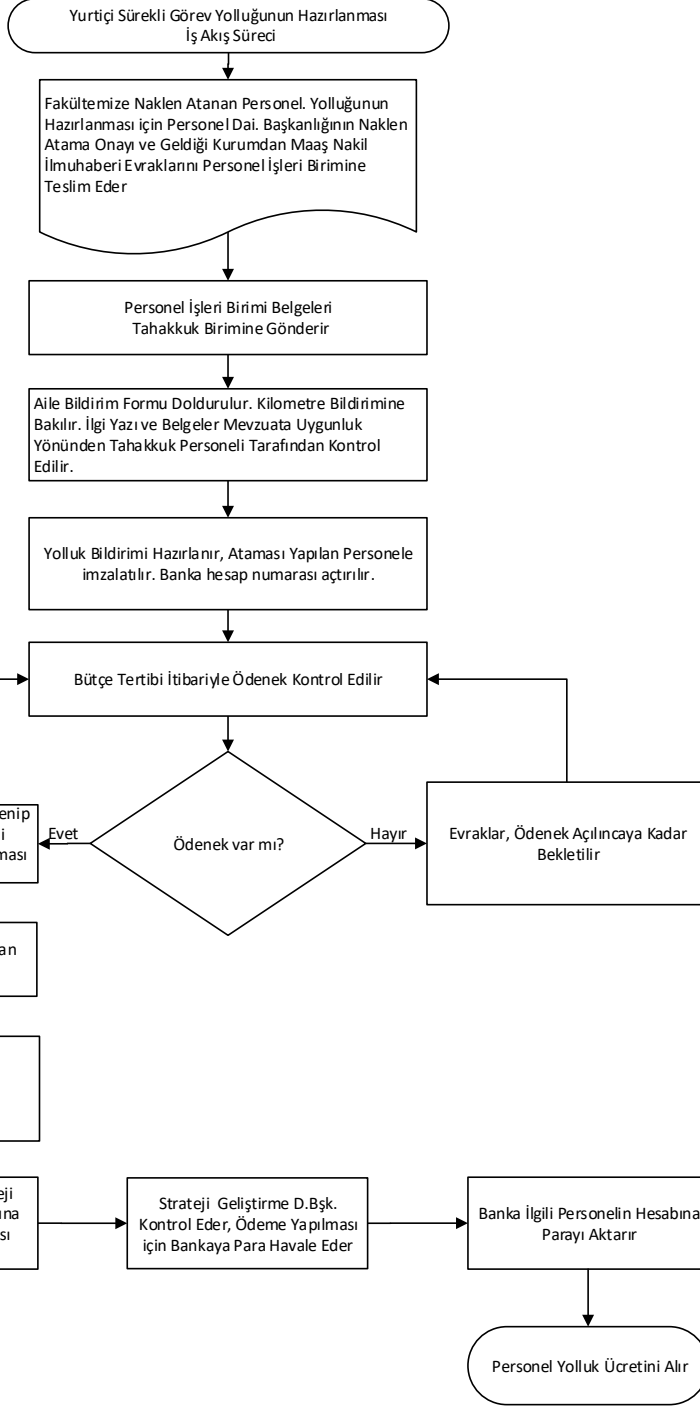 Yurtiçi Sürekli Görev Yolluğunun Hazırlanması
İş Akış Süreci
Fakültemize Naklen Atanan Personel. Yolluğunun
Hazırlanması için Personel Dai. Başkanlığının Naklen
Atama Onayı ve Geldiği Kurumdan Maaş Nakil
İlmuhaberi Evraklarını Personel İşleri Birimine
Teslim Eder
Personel İşleri Birimi Belgeleri
Tahakkuk Birimine Gönderir
Aile Bildirim Formu Doldurulur. Kilometre Bildirimine
Bakılır. İlgi Yazı ve Belgeler Mevzuata Uygunluk
Yönünden Tahakkuk Personeli Tarafından Kontrol
Edilir.
Yolluk Bildirimi Hazırlanır, Ataması Yapılan Personele
imzalatılır. Banka hesap numarası açtırılır.
Bütçe Tertibi İtibariyle Ödenek Kontrol Edilir
Evet
Ödenek var mı?
Hayır
Evraklar, Ödenek Açılıncaya Kadar
Bekletilir
Strateji Geliştirme D.Bşk.
Kontrol Eder, Ödeme Yapılması
için Bankaya Para Havale Eder
Banka İlgili Personelin Hesabına
Parayı Aktarır
Personel Yolluk Ücretini Alır